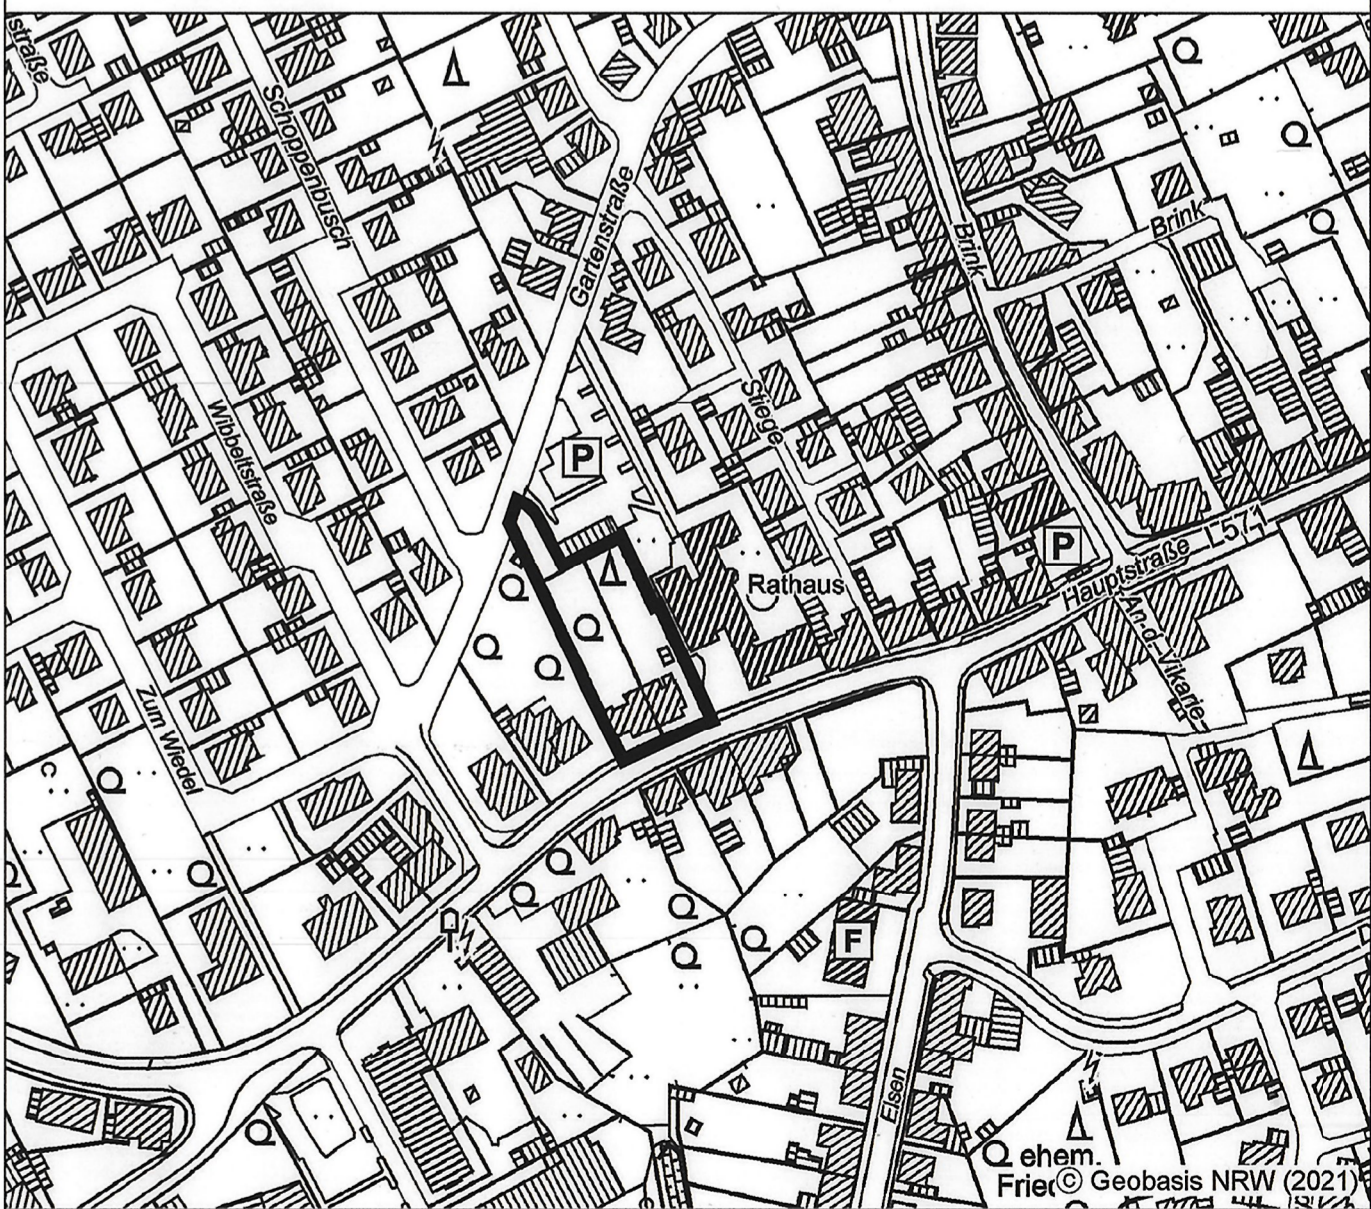 straße
Schoppenbusch
Gartenstraße
Brink
Brink
Wibbeltstraße
Stiege
P
P
Rathaus
Hauptstraße L 571
An-d-Vikarie
Zum Wiedel
F
Elsen
ehem.
Fried
© Geobasis NRW (2021)